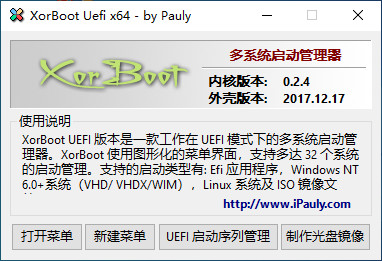 XorBoot Uefi x64 - by Pauly
XorBoot
多系统启动管理器
内核版本: 0.2.4
外壳版本: 2017.12.17
使用说明
XorBoot UEFI 版本是一款工作在 UEFI 模式下的多系统启动管
理器。XorBoot 使用图形化的菜单界面，支持多达 32 个系统
的启动管理。支持的启动类型有: Efi 应用程序，Windows NT
6.0+系统（VHD/ VHDX/WIM），Linux 系统及 ISO 镜像文
http://www.iPauly.com
打开菜单 新建菜单 UEFI 启动序列管理 制作光盘镜像